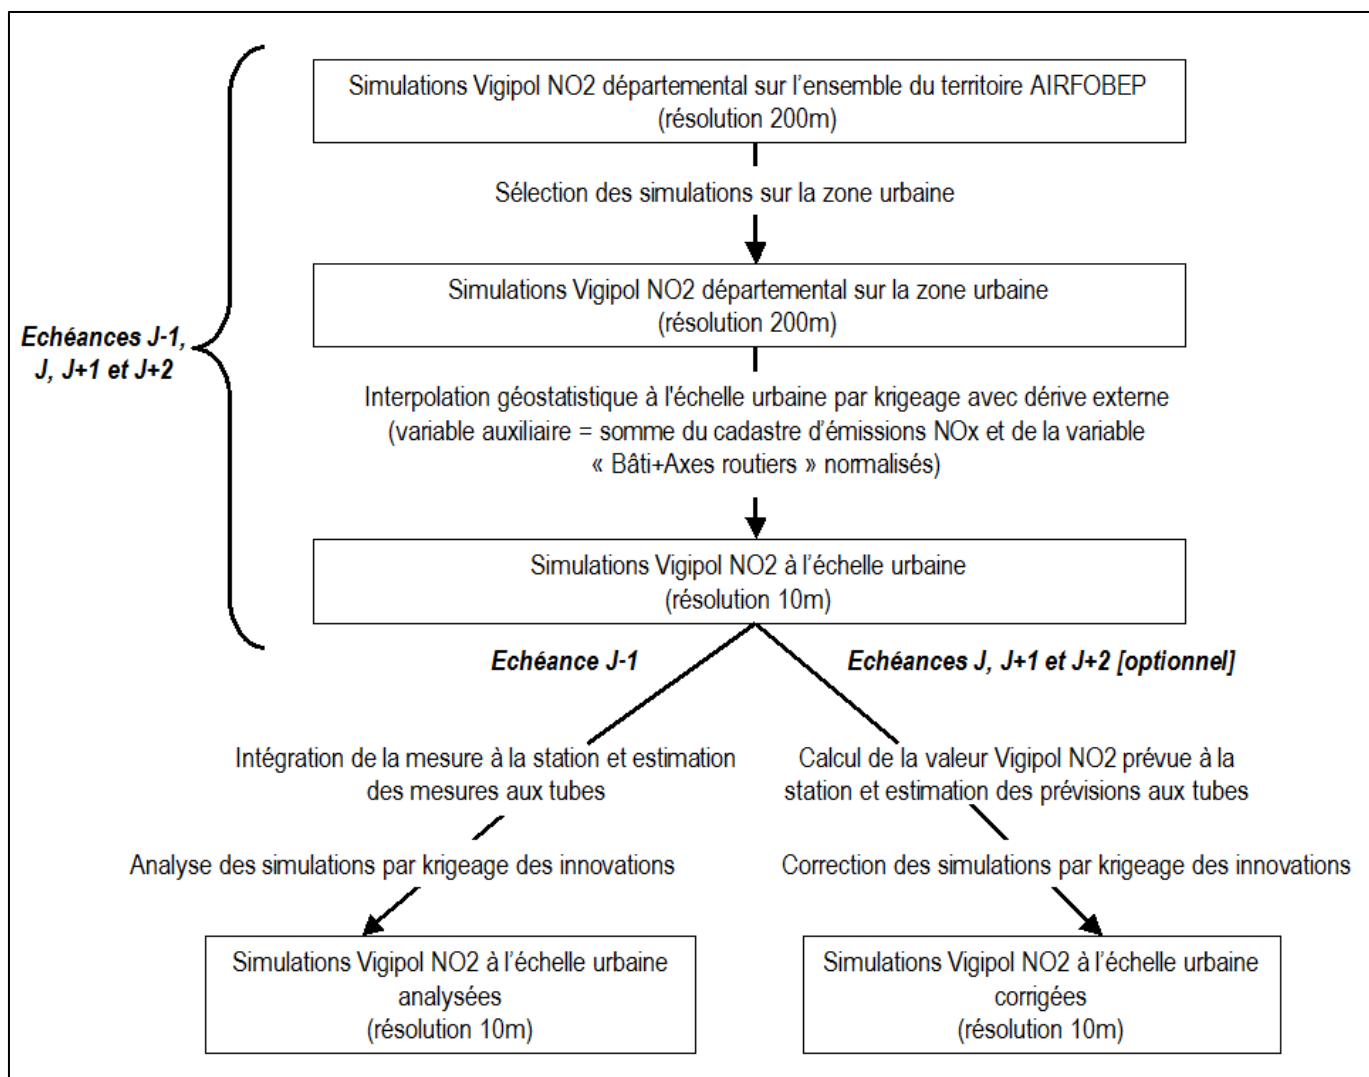 Simulations Vigipol NO2 départemental sur l'ensemble du territoire AIRFOBEP
(résolution 200m)
Sélection des simulations sur la zone urbaine
Simulations Vigipol NO2 départemental sur la zone urbaine
(résolution 200m)
Echéances J-1,
J, J+1 et J+2
Interpolation géostatistique à l'échelle urbaine par krigeage avec dérive externe
(variable auxiliaire = somme du cadastre d'émissions NOx et de la variable
« Bâti+Axes routiers » normalisés)
Simulations Vigipol NO2 à l'échelle urbaine
(résolution 10m)
Echéance J-1
Echéances J, J+1 et J+2 [optionnel]
Intégration de la mesure à la station et estimation
des mesures aux tubes
Calcul de la valeur Vigipol NO2 prévue à la
station et estimation des prévisions aux tubes
Analyse des simulations par krigeage des innovations
Correction des simulations par krigeage des innovations
Simulations Vigipol NO2 à l'échelle urbaine
analysées
(résolution 10m)
Simulations Vigipol NO2 à l'échelle urbaine
corrigées
(résolution 10m)